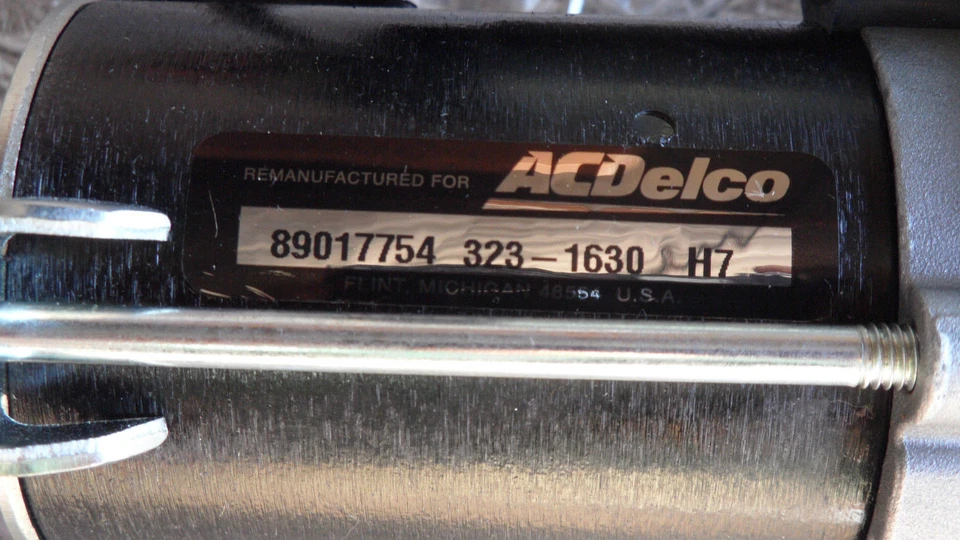 REMANUFACTURED FOR ACDelco
89017754 323-1630 H7
FLINT, MICHIGAN 48554 U.S.A.